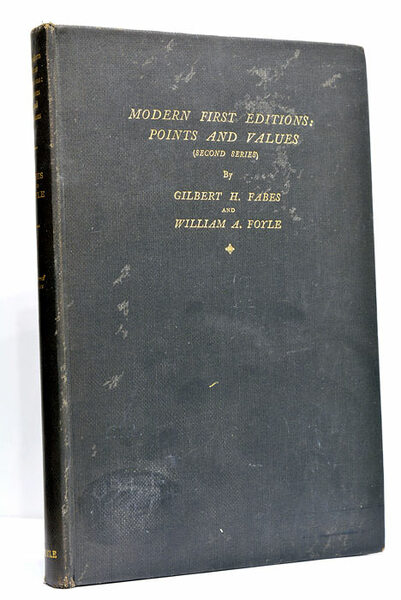 MODERN FIRST EDITIONS:
POINTS AND VALUES
(SECOND SERIES)
By
GILBERT H. FABES
AND
WILLIAM A. FOYLE